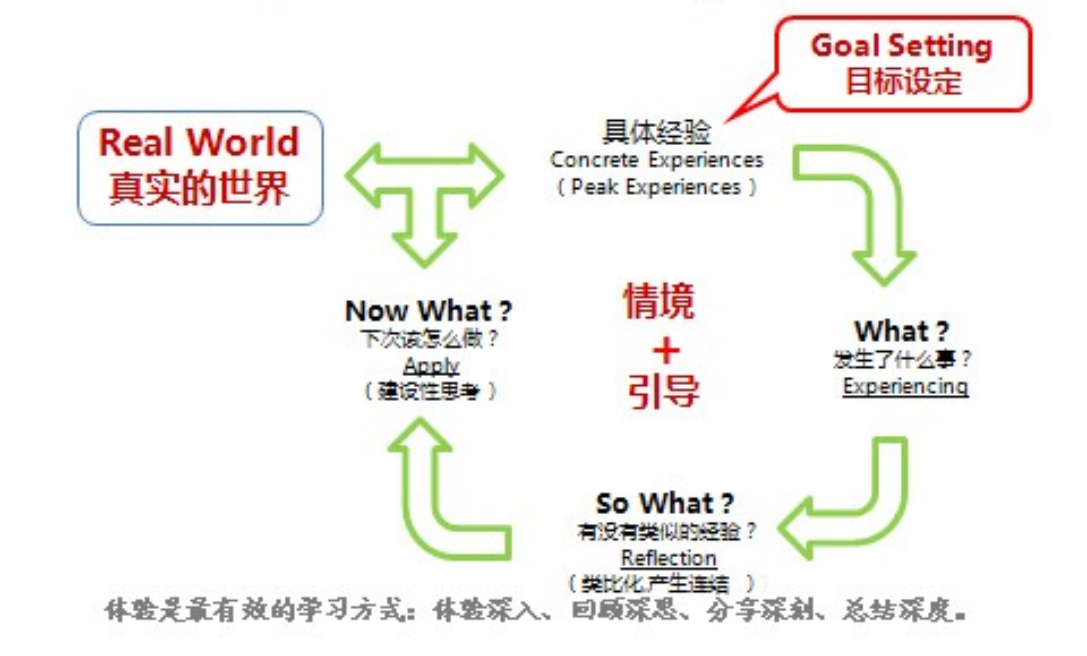 Goal Setting
目标设定
Real World
真实的世界
具体经验
Concrete Experiences
（Peak Experiences）
Now What？
下次该怎么做？
Apply
（建设性思考）
情境
+
引导
What？
发生了什么事？
Experiencing
So What？
有没有类似的经验？
Reflection
（类比化,产生连结 ）
体验是最有效的学习方式：体验深入、回顾深思、分享深刻、总结深度。